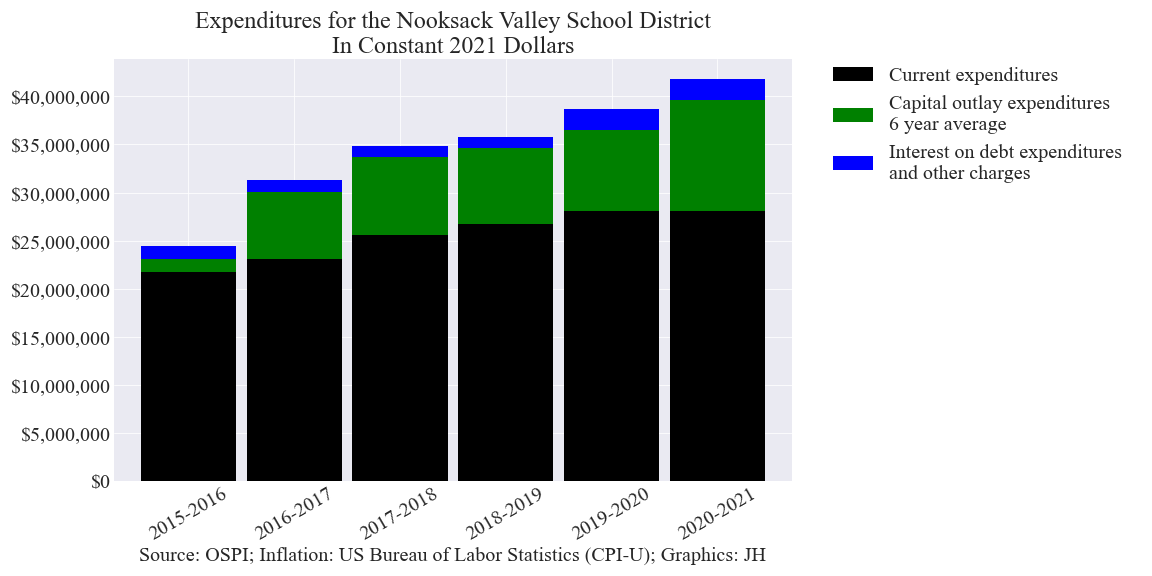 Expenditures for the Nooksack Valley School District
In Constant 2021 Dollars
$40,000,000
$35,000,000
$30,000,000
$25,000,000
$20,000,000
$15,000,000
$10,000,000
$5,000,000
$0
2015-2016
2016-2017
2017-2018
2018-2019
2019-2020
2020-2021
Source: OSPI; Inflation: US Bureau of Labor Statistics (CPI-U); Graphics: JH
Current expenditures
Capital outlay expenditures
6 year average
Interest on debt expenditures
and other charges